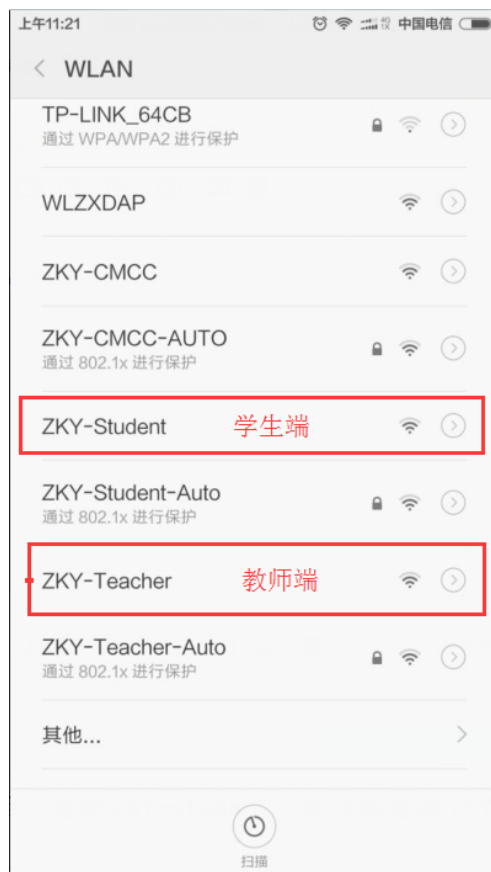 上午11:21
4G
1X
中国电信
WLAN
TP-LINK_64CB
通过 WPA/WPA2 进行保护
WLZXDAP
ZKY-CMCC
ZKY-CMCC-AUTO
通过 802.1x 进行保护
ZKY-Student 学生端
ZKY-Student-Auto
通过 802.1x 进行保护
ZKY-Teacher 教师端
ZKY-Teacher-Auto
通过 802.1x 进行保护
其他...
扫描